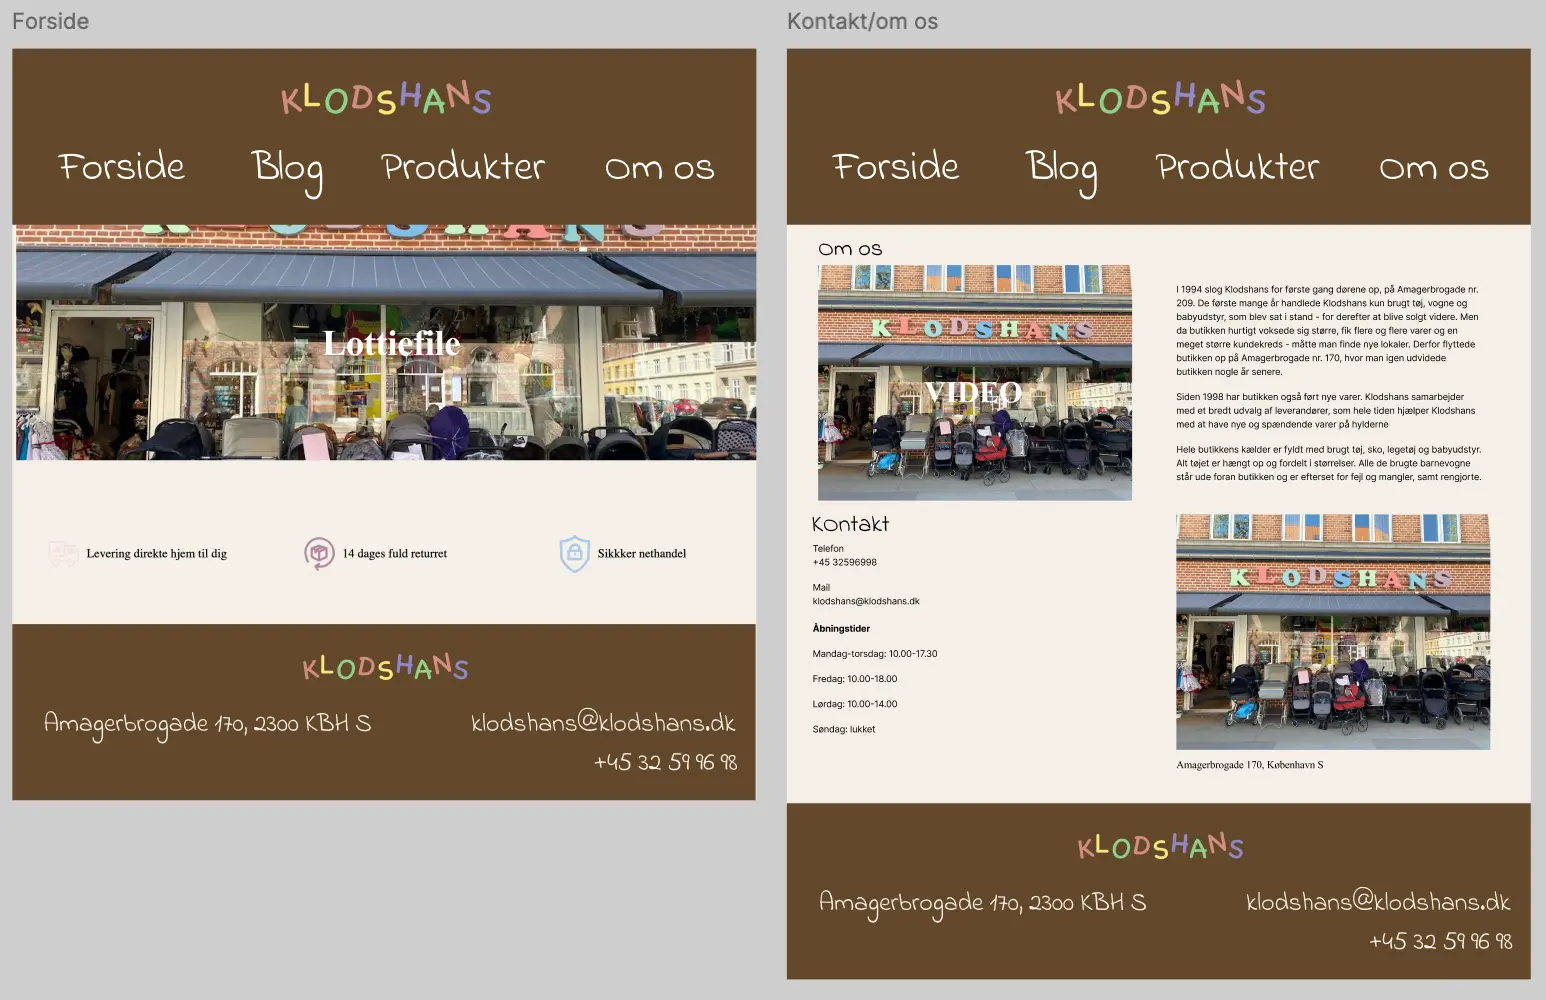 Forside
KLODSHANS
Forside Blog Produkter Om os
KLODSHANS
Lottiefile
Levering direkte hjem til dig
14 dages fuld returret
Sikkker nethandel
KLODSHANS
Amagerbrogade 170, 2300 KBH S
klodshans@klodshans.dk
+45 32 59 96 98
Kontakt/om os
KLODSHANS
Forside Blog Produkter Om os
Om os
KLODSHANS
VIDEO
Kontakt
Telefon
+45 32596998
Mail
klodshans@klodshans.dk
Åbningstider
Mandag-torsdag: 10.00-17.30
Fredag: 10.00-18.00
Lørdag: 10.00-14.00
Søndag: lukket
I 1994 slog Klodshans for første gang dørene op, på Amagerbrogade nr.
209. De første mange år handlede Klodshans kun brugt tøj, vogne og
babyudstyr, som blev sat i stand - for derefter at blive solgt videre. Men
da butikken hurtigt voksede sig større, fik flere og flere varer og en
meget større kundekreds - måtte man finde nye lokaler. Derfor flyttede
butikken op på Amagerbrogade nr. 170, hvor man igen udvidede
butikken nogle år senere.
Siden 1998 har butikken også ført nye varer. Klodshans samarbejder
med et bredt udvalg af leverandører, som hele tiden hjælper Klodshans
med at have nye og spændende varer på hylderne
Hele butikkens kælder er fyldt med brugt tøj, sko, legetøj og babyudstyr.
Alt tøjet er hængt op og fordelt i størrelser. Alle de brugte barnevogne
står ude foran butikken og er efterset for fejl og mangler, samt rengjorte.
KLODSHANS
Amagerbrogade 170, København S
KLODSHANS
Amagerbrogade 170, 2300 KBH S
klodshans@klodshans.dk
+45 32 59 96 98